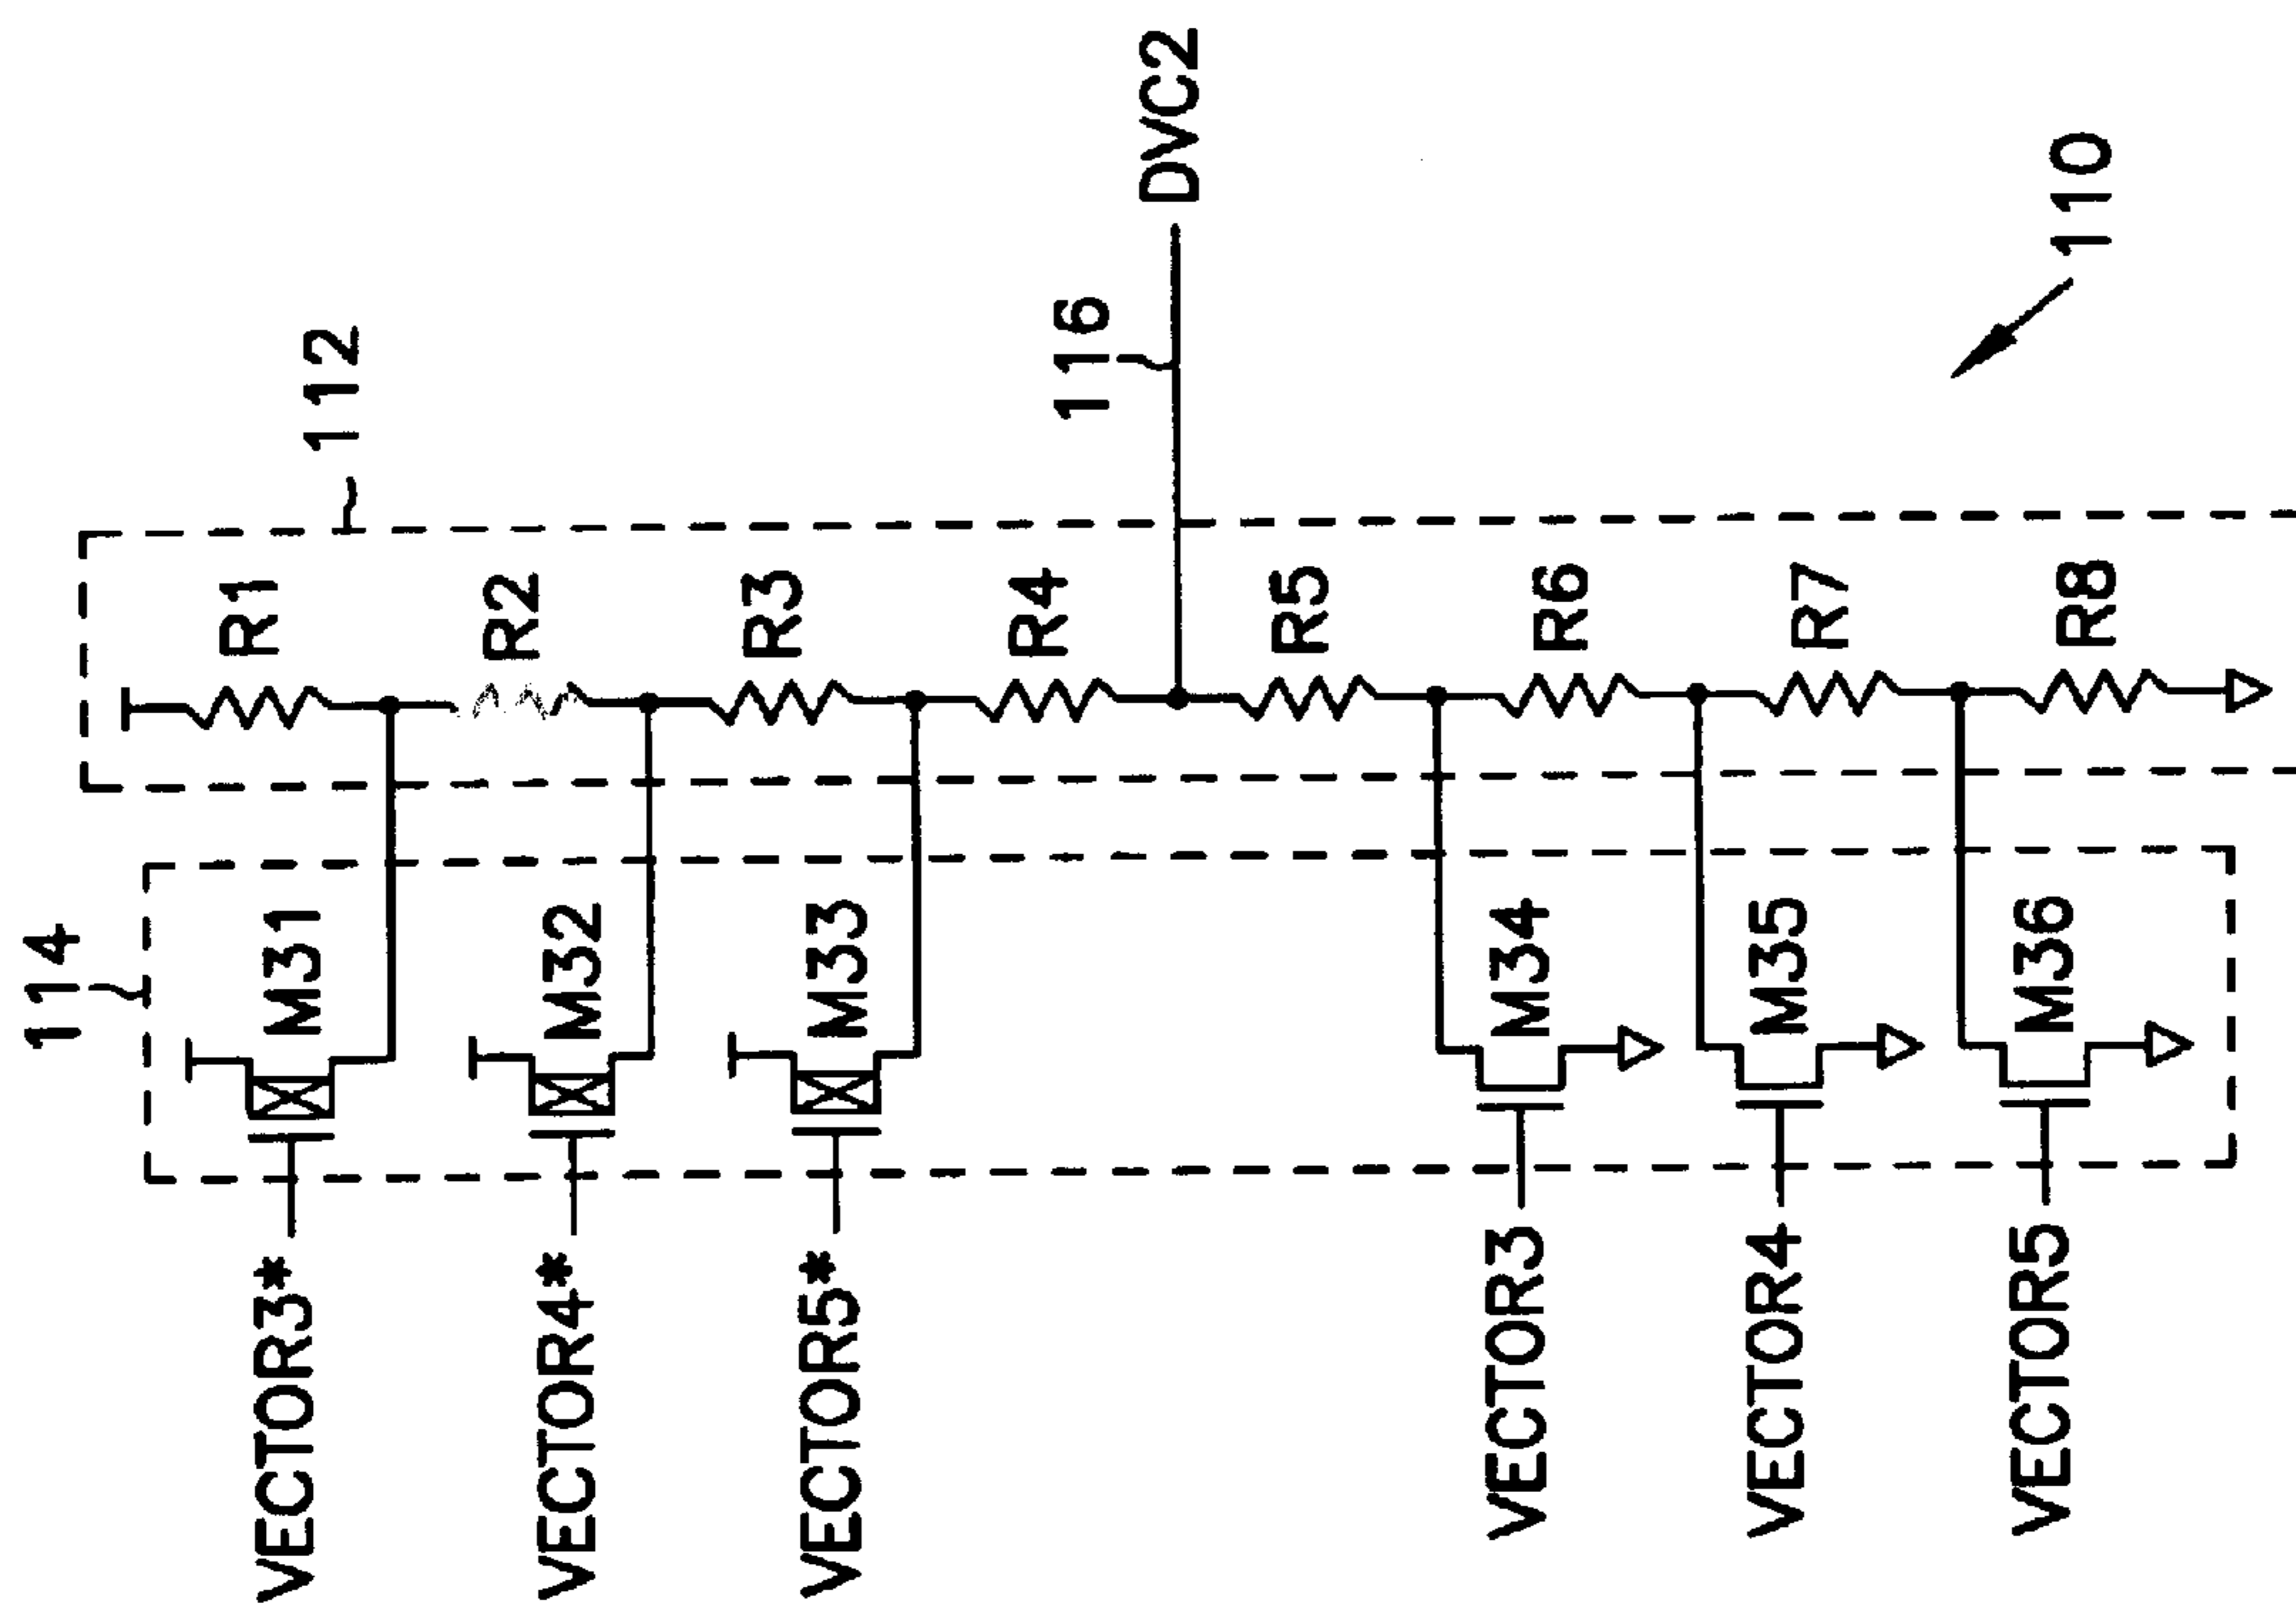 114
112
M31
R1
VECTOR3*
M32
R2
VECTOR4*
M33
R3
VECTOR5*
R4
116
DVC2
R5
M34
R6
VECTOR3
M35
R7
VECTOR4
M36
R8
VECTOR5
110